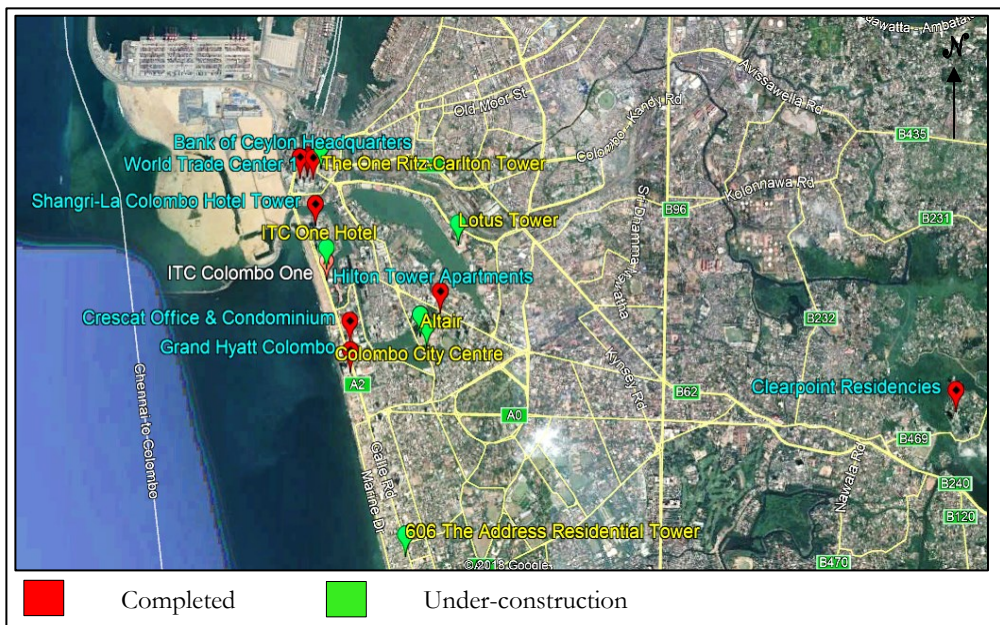 Nawatta - Ambatal
N
Avissawella Rd
Old Moor St
Colombo - Kandy Rd
B435
Bank of Ceylon Headquarters
World Trade Center 1
The One Ritz-Carlton Tower
Kolonnawa Rd
Shangri-La Colombo Hotel Tower
B96
B231
Lotus Tower
ITC One Hotel
ITC Colombo One
Hilton Tower Apartments
Crescat Office & Condominium
Altair
B232
Grand Hyatt Colombo
Colombo City Centre
Chennai to Colombo
A2
Kynsey Rd
B62
Clearpoint Residencies
A0
B469
Galle Rd
Marine Dr
Nawala Rd
B240
B120
606 The Address Residential Tower
B470
© 2018 Google
Completed
Under-construction